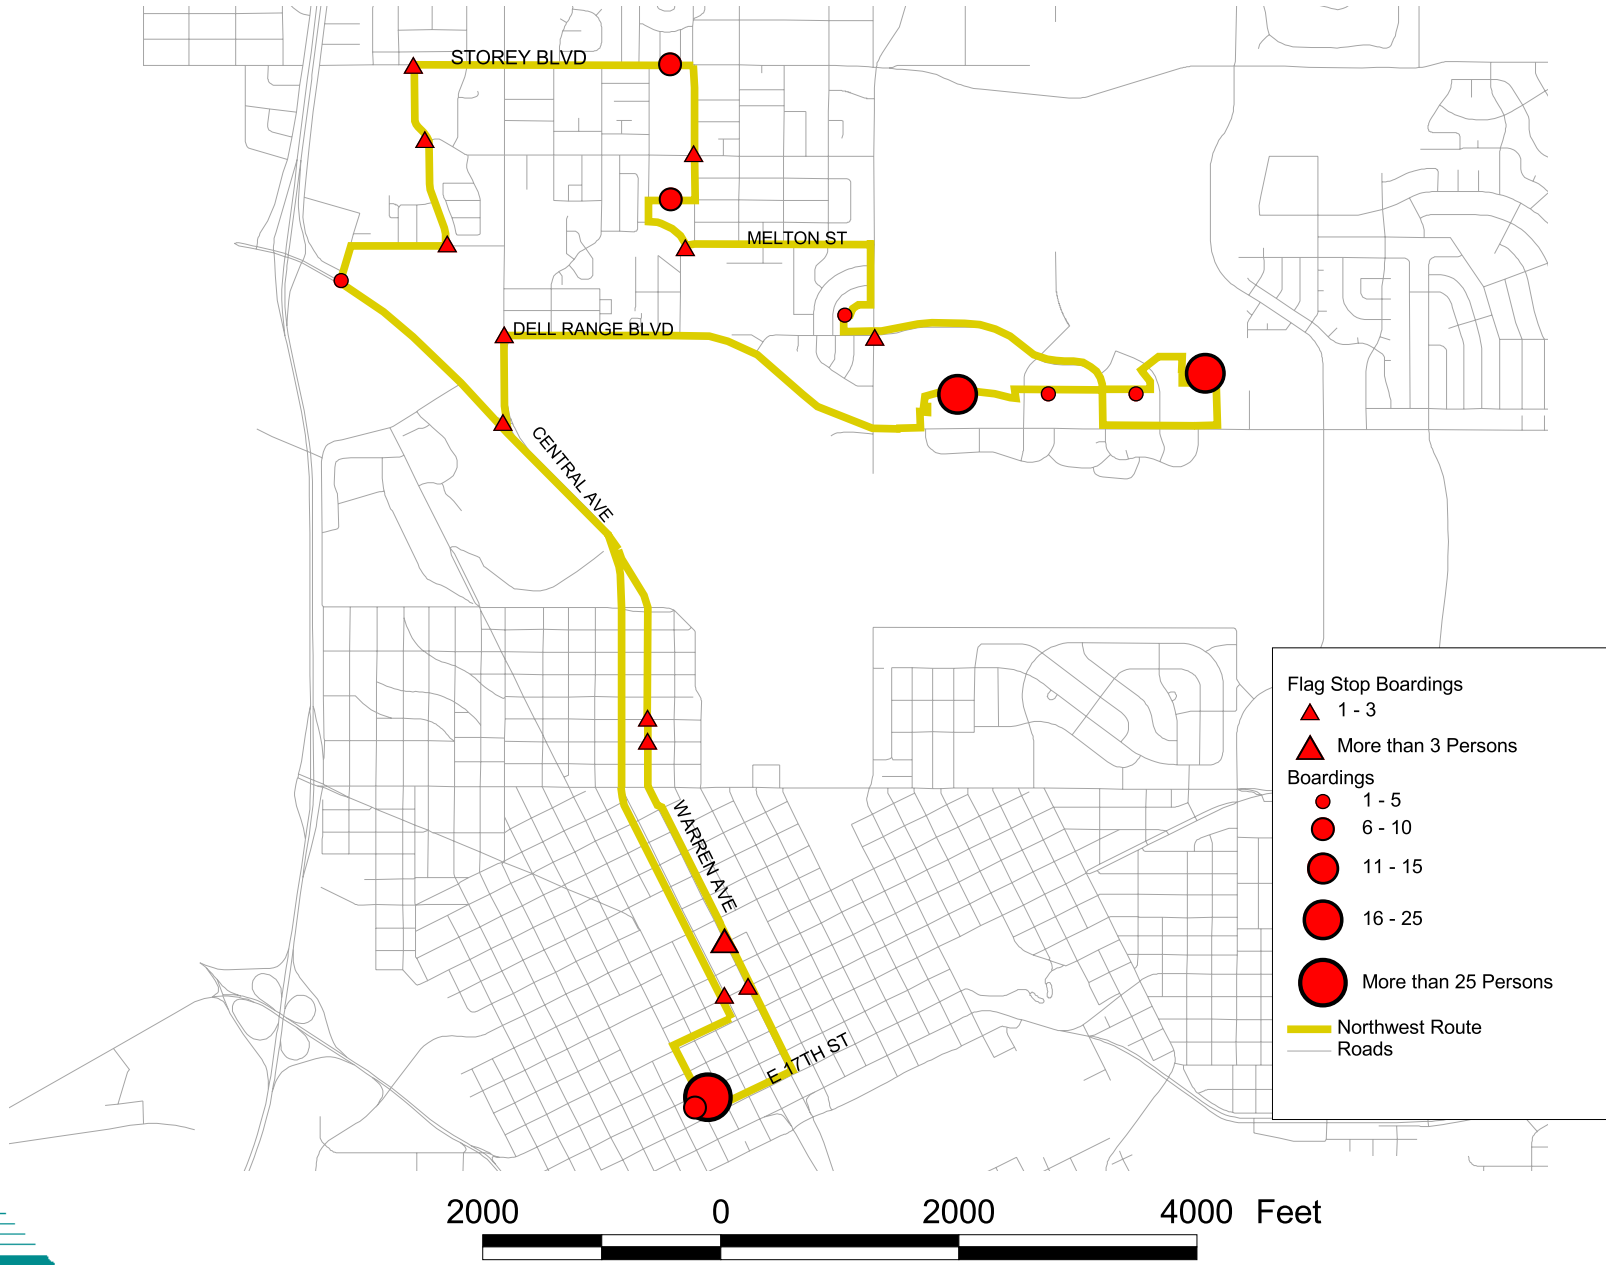 STOREY BLVD
MELTON ST
DELL RANGE BLVD
CENTRAL AVE
WARREN AVE
E 17TH ST
Flag Stop Boardings
1 - 3
More than 3 Persons
Boardings
1 - 5
6 - 10
11 - 15
16 - 25
More than 25 Persons
Northwest Route
Roads
2000 0 2000 4000 Feet